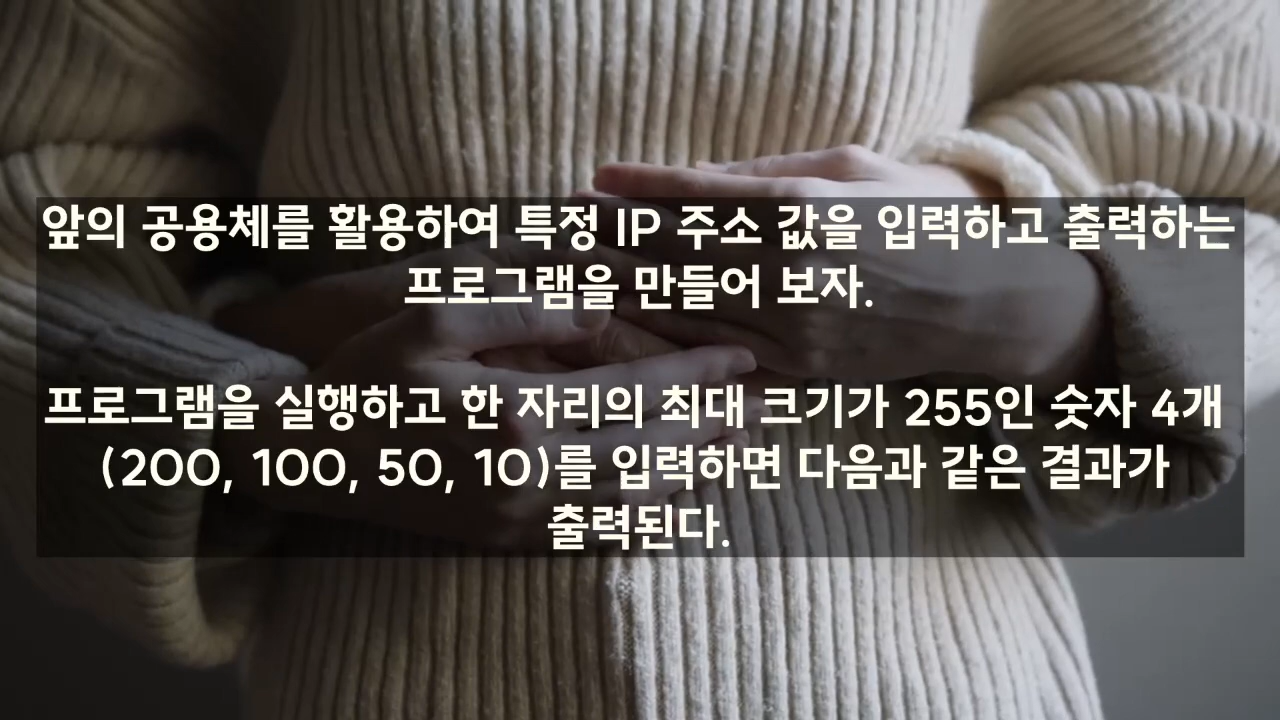 앞의 공용체를 활용하여 특정 IP 주소 값을 입력하고 출력하는
프로그램을 만들어 보자.
프로그램을 실행하고 한 자리의 최대 크기가 255인 숫자 4개
(200, 100, 50, 10)를 입력하면 다음과 같은 결과가
출력된다.